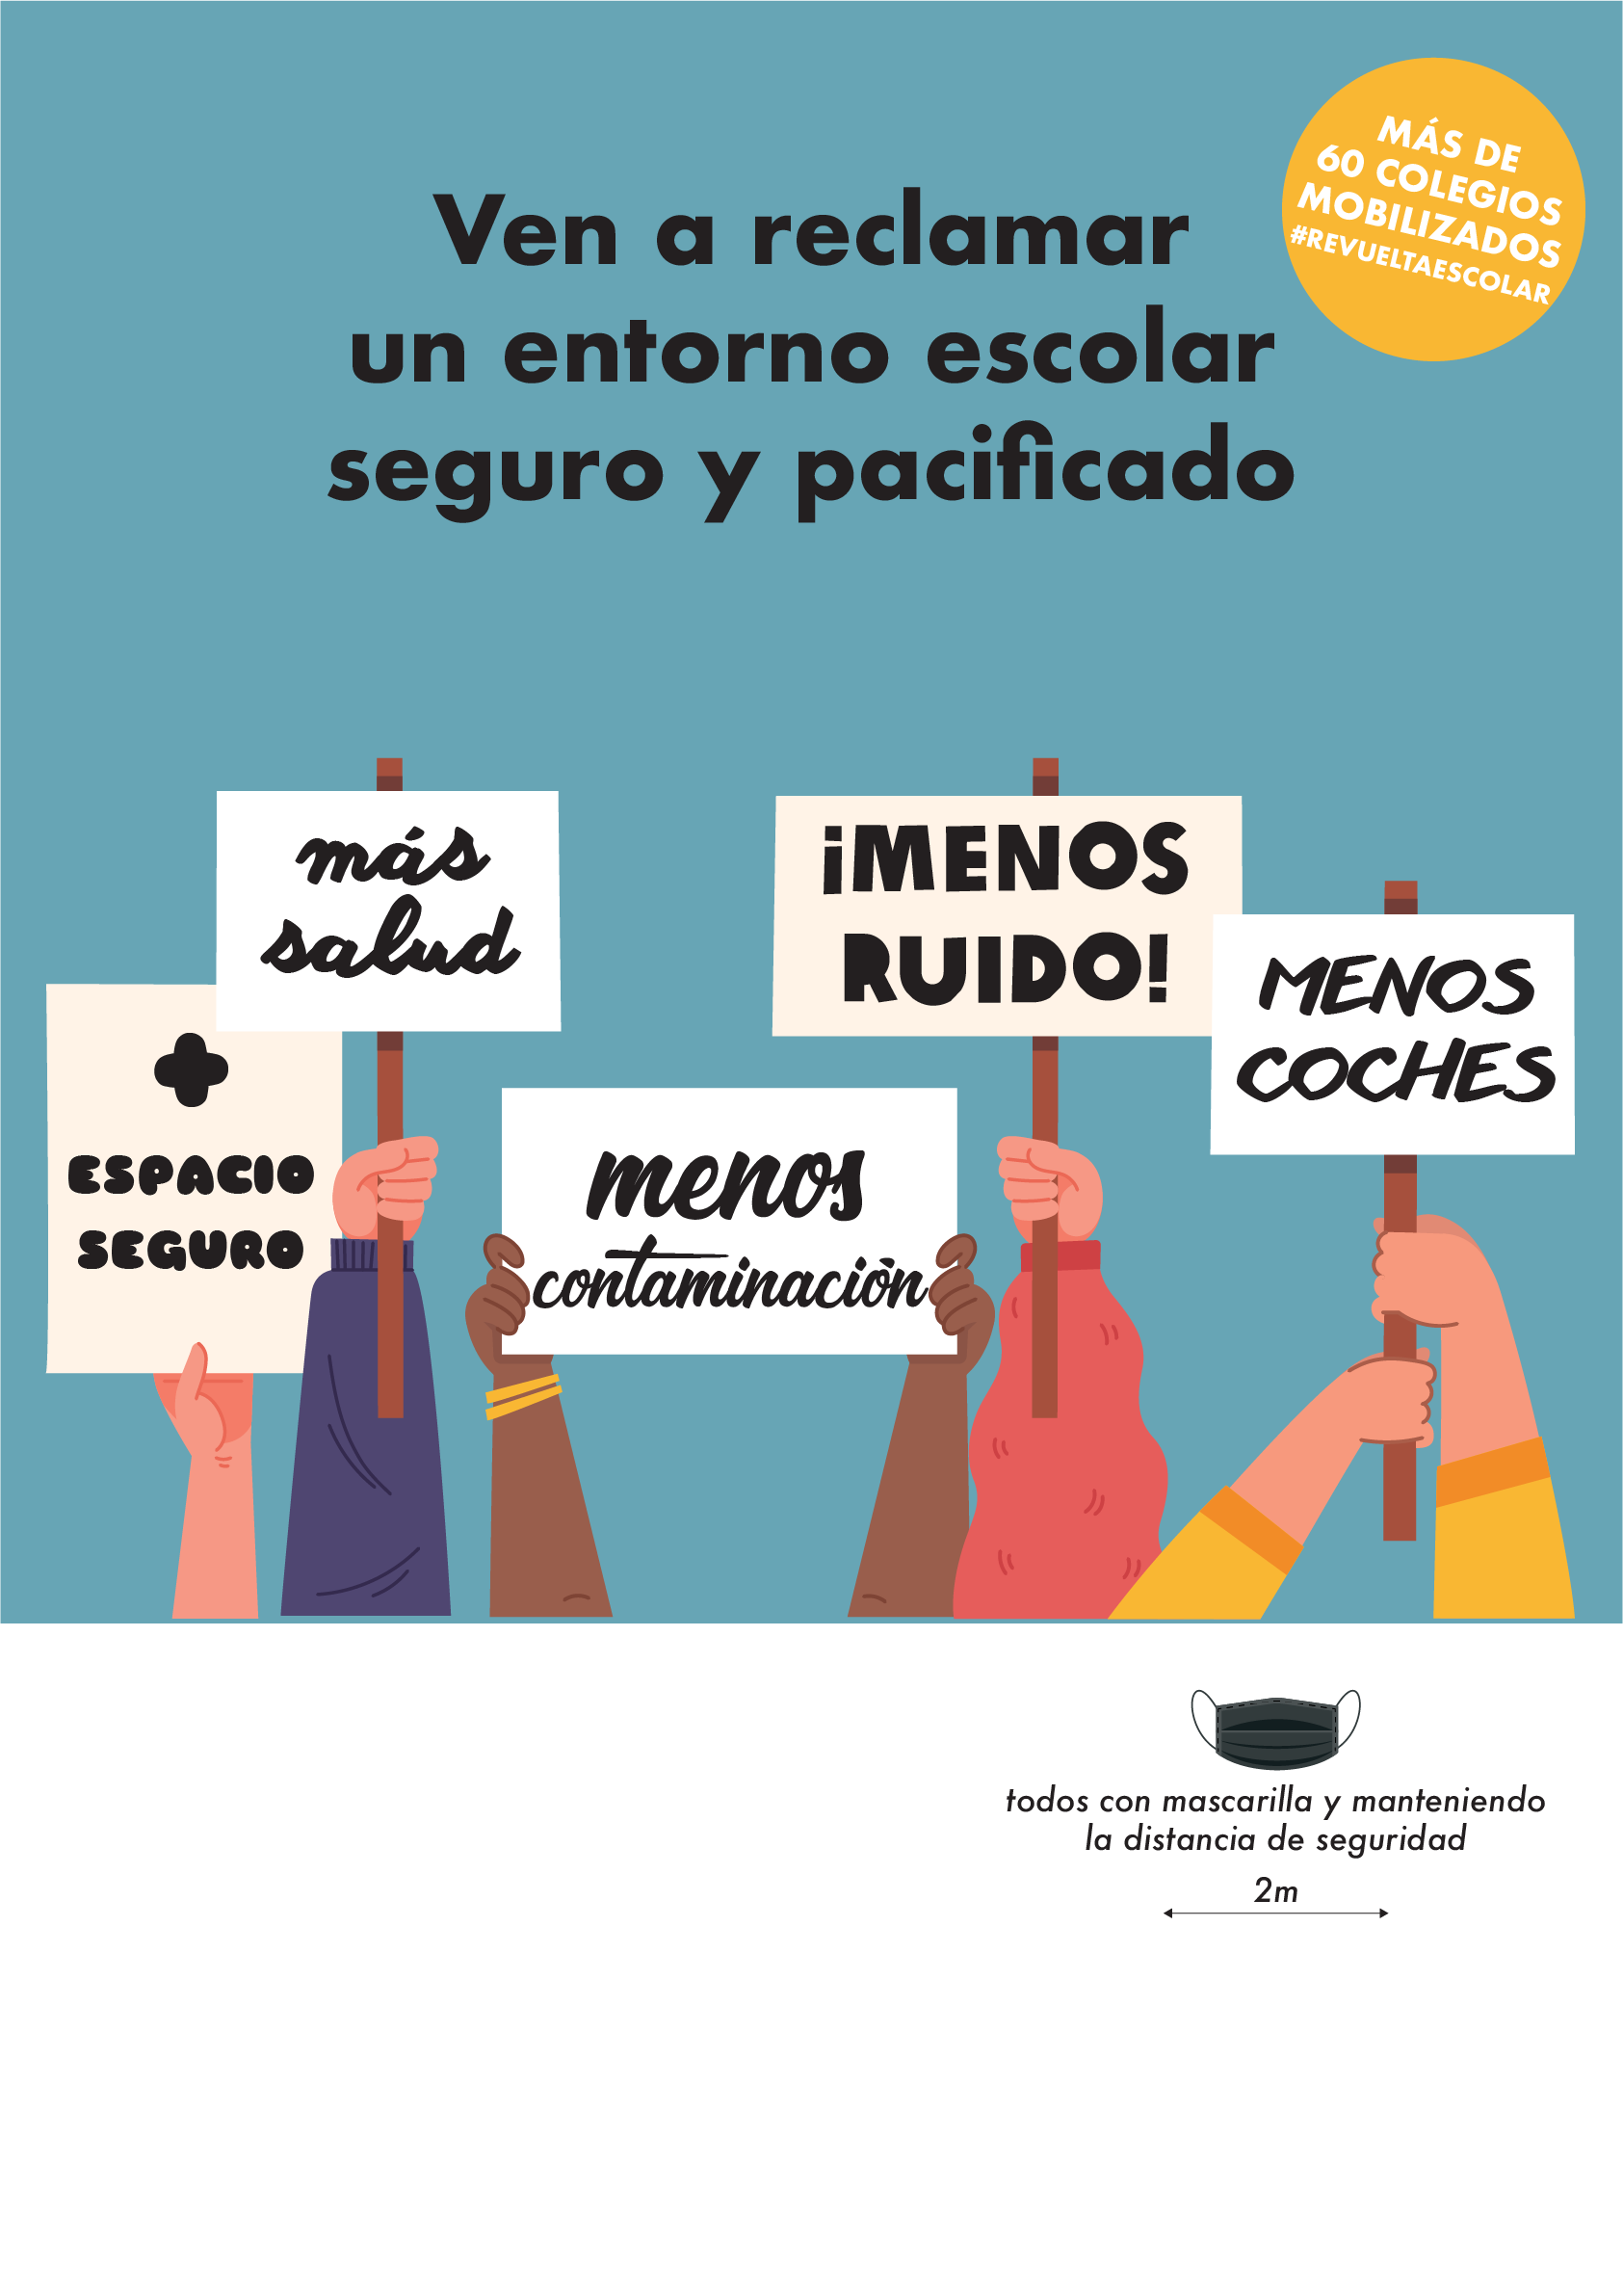 MÁS DE
60 COLEGIOS
MOBILIZADOS
#REVUELTAESCOLAR
Ven a reclamar
un entorno escolar
seguro y pacificado
más
salud
¡MENOS
RUIDO!
MENOS
COCHES
+
ESPACIO
SEGURO
menos
contaminación
todos con mascarilla y manteniendo
la distancia de seguridad
2m